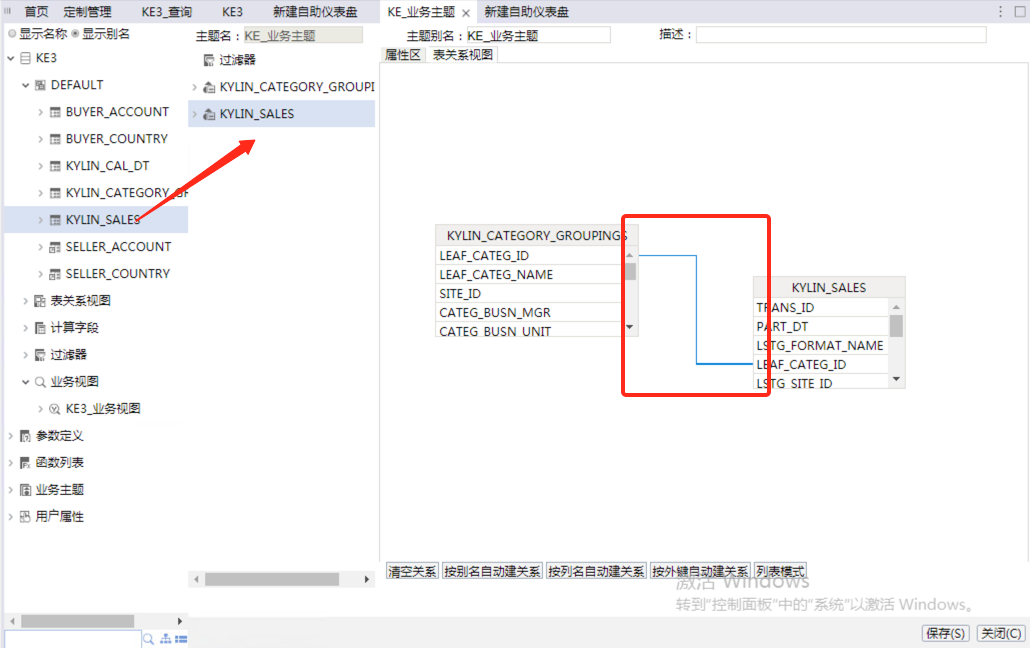 首页 定制管理 KE3_查询 KE3 新建自助仪表盘 KE_业务主题 新建自助仪表盘
显示名称 显示别名
KE3
DEFAULT
BUYER_ACCOUNT
BUYER_COUNTRY
KYLIN_CAL_DT
KYLIN_CATEGORY_GR
KYLIN_SALES
SELLER_ACCOUNT
SELLER_COUNTRY
表关系视图
计算字段
过滤器
业务视图
KE3_业务视图
参数定义
函数列表
业务主题
用户属性
主题名： KE_业务主题
过滤器
KYLIN_CATEGORY_GROUPI
KYLIN_SALES
主题别名： KE_业务主题 描述：
属性区 表关系视图
KYLIN_CATEGORY_GROUPINGS
LEAF_CATEG_ID
LEAF_CATEG_NAME
SITE_ID
CATEG_BUSN_MGR
CATEG_BUSN_UNIT
KYLIN_SALES
TRANS_ID
PART_DT
LSTG_FORMAT_NAME
LEAF_CATEG_ID
LSTG_SITE_ID
清空关系 按别名自动建关系 按列名自动建关系 按外键自动建关系 列表模式
激活 Windows
转到"控制面板"中的"系统"以激活 Windows。
保存(S) 关闭(C)